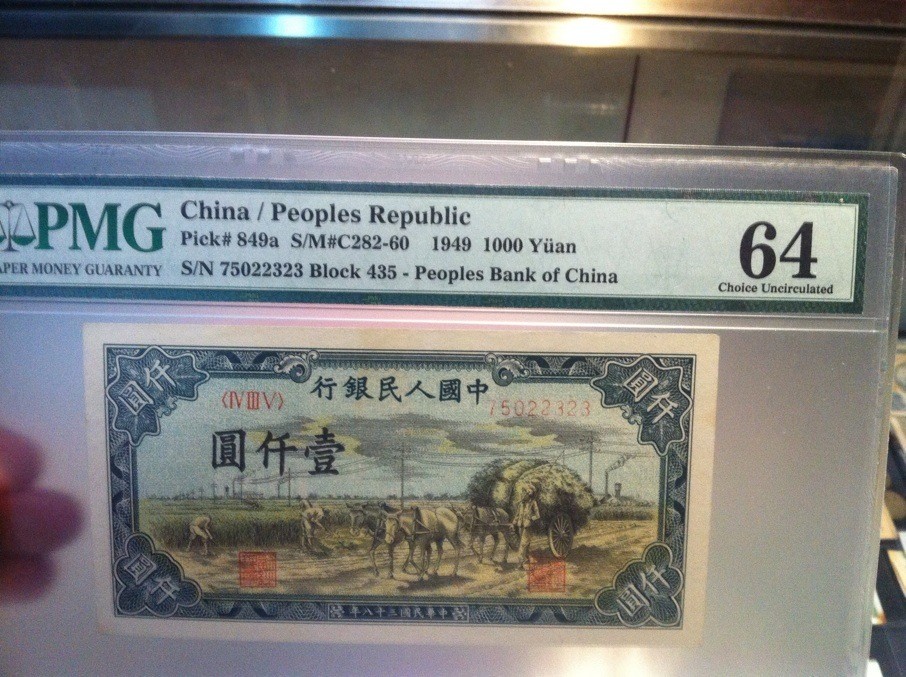 PMG
PAPER MONEY GUARANTY
China / Peoples Republic
Pick# 849a S/M#C282-60 1949 1000 Yüan
S/N 75022323 Block 435 - Peoples Bank of China
64
Choice Uncirculated
圓仟
圓仟
行銀民人國中
〈IV III V〉
75022323
圓仟壹
圓仟
圓仟
年八十三國民華中